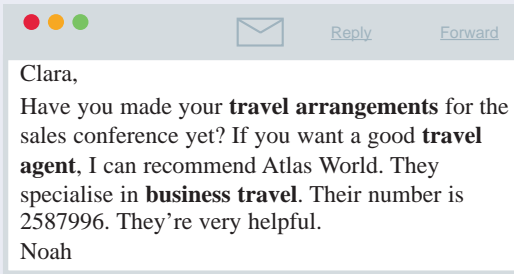 Reply Forward
Clara,
Have you made your travel arrangements for the
sales conference yet? If you want a good travel
agent, I can recommend Atlas World. They
specialise in business travel. Their number is
2587996. They're very helpful.
Noah